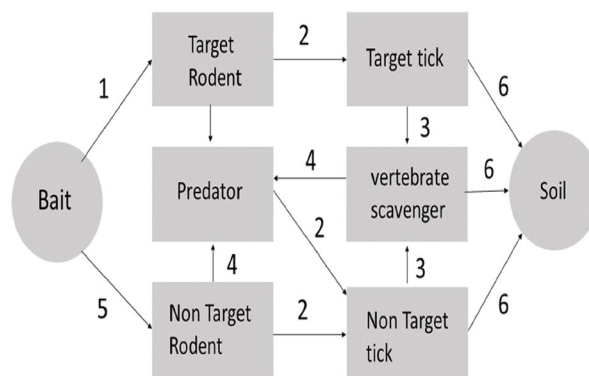 Target
Rodent
2
Target tick
1
6
3
Bait
Predator
4
vertebrate
scavenger
6
Soil
2
4
3
5
Non Target
Rodent
2
Non Target
tick
6